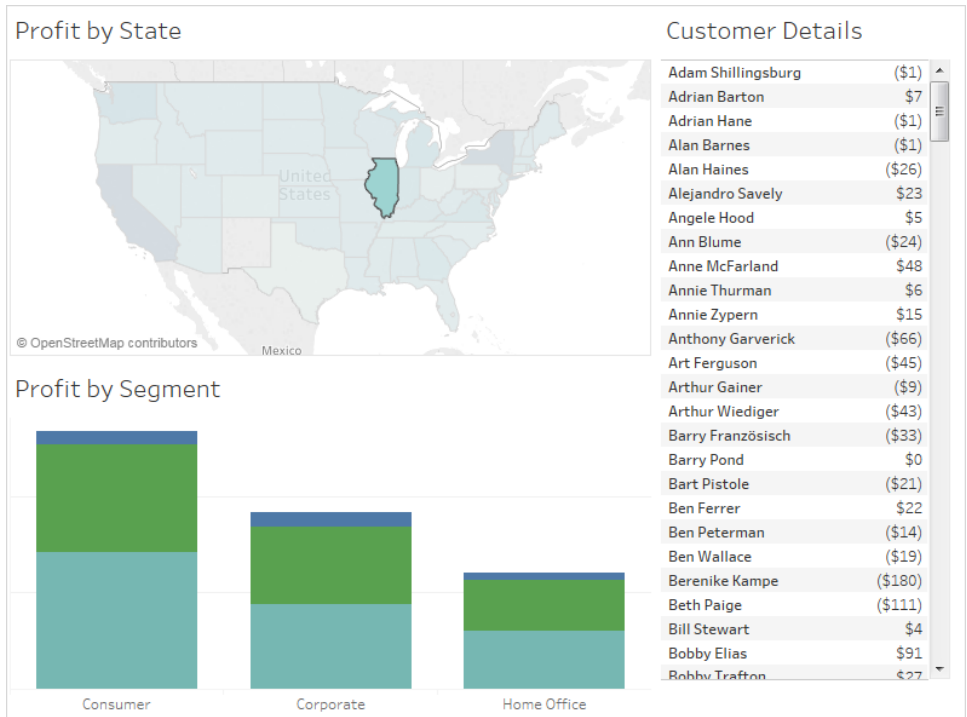 Profit by State
United
States
© OpenStreetMap contributors
Mexico
Profit by Segment
Consumer
Corporate
Home Office
Customer Details
Adam Shillingsburg ($1)
Adrian Barton $7
Adrian Hane ($1)
Alan Barnes ($1)
Alan Haines ($26)
Alejandro Savely $23
Angele Hood $5
Ann Blume ($24)
Anne McFarland $48
Annie Thurman $6
Annie Zypern $15
Anthony Garverick ($66)
Art Ferguson ($45)
Arthur Gainer ($9)
Arthur Wiediger ($43)
Barry Französisch ($33)
Barry Pond $0
Bart Pistole ($21)
Ben Ferrer $22
Ben Peterman ($14)
Ben Wallace ($19)
Berenike Kampe ($180)
Beth Paige ($111)
Bill Stewart $4
Bobby Elias $91
Bobby Trafton $27